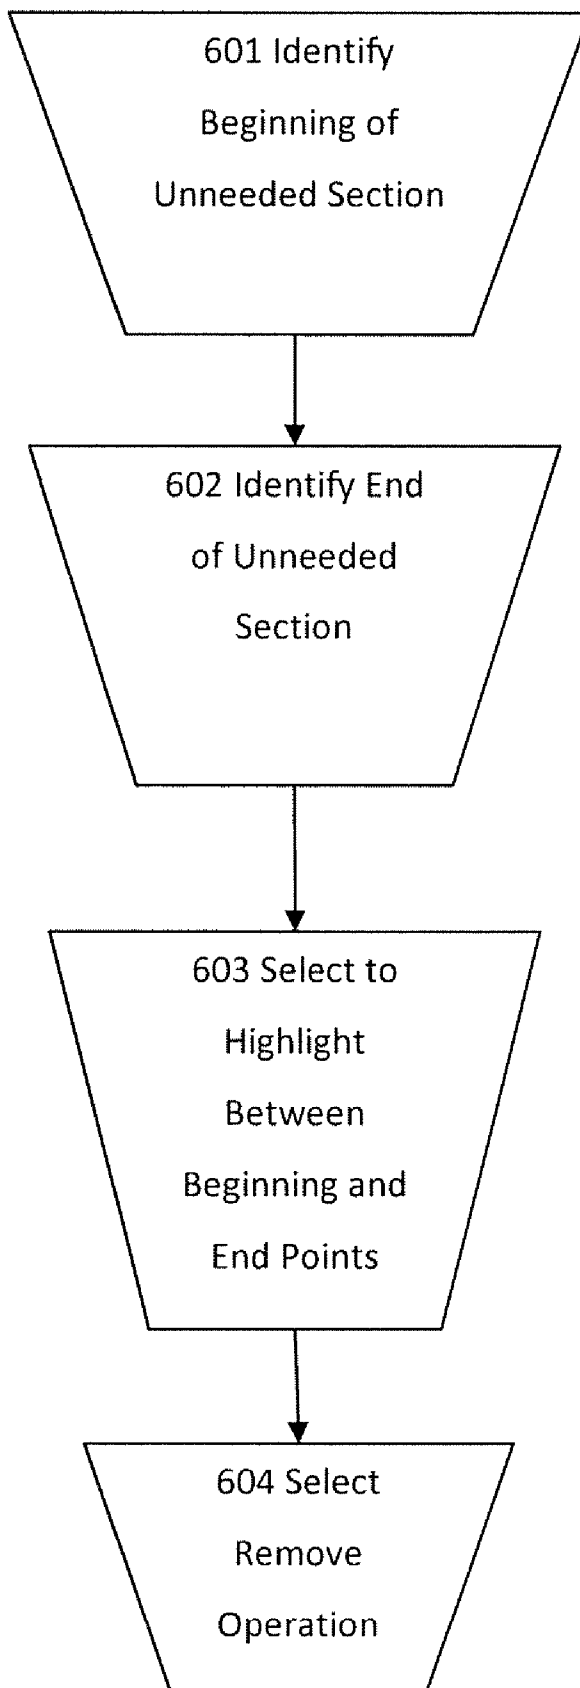 601 Identify
Beginning of
Unneeded Section
602 Identify End
of Unneeded
Section
603 Select to
Highlight
Between
Beginning and
End Points
604 Select
Remove
Operation